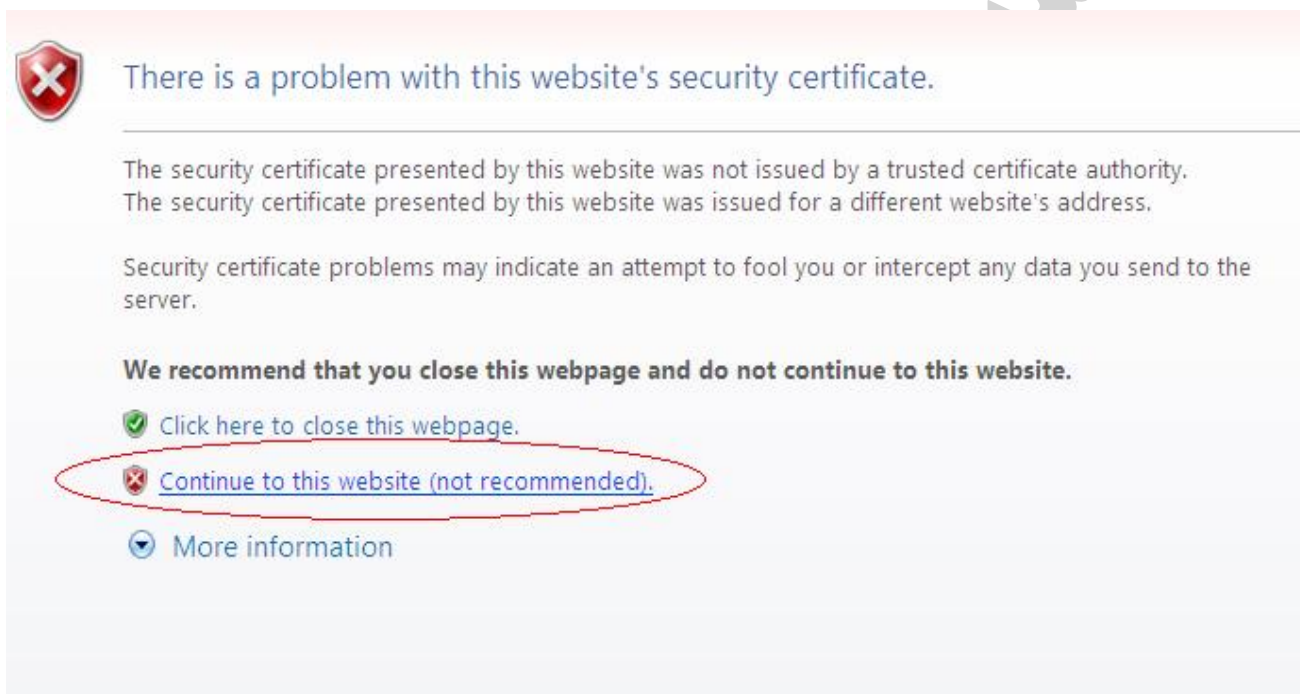 There is a problem with this website's security certificate.
The security certificate presented by this website was not issued by a trusted certificate authority.
The security certificate presented by this website was issued for a different website's address.
Security certificate problems may indicate an attempt to fool you or intercept any data you send to the
server.
We recommend that you close this webpage and do not continue to this website.
Click here to close this webpage.
Continue to this website (not recommended).
More information